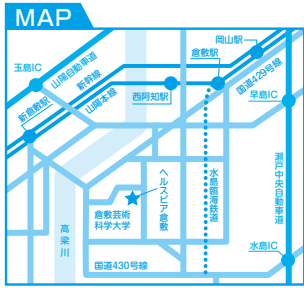 MAP
岡山駅
玉島IC
山陽自動車道
新幹線
山陽本線
倉敷駅
国道429号線
西阿知駅
早島IC
新倉敷駅
ヘルスピア倉敷
水島臨海鉄道
瀬戸中央自動車道
倉敷芸術
科学大学
高梁川
水島IC
国道430号線